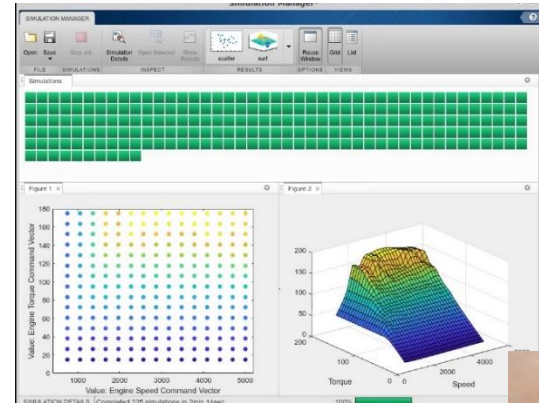 Simulation Manager
SIMULATION MANAGER
Open Save Stop Job Simulation Details Open Selected Show Results scatter surf Reuse Window Grid List
FILE SIMULATIONS INSPECT RESULTS OPTIONS VIEWS
Simulations
Figure 1 x
Figure 2 x
Value: Engine Torque Command Vector
180
160
140
120
100
80
60
40
20
0
1000 2000 3000 4000 5000
Value: Engine Speed Command Vector
200
150
100
50
0
200
100
0
Torque
0
2000
4000
Speed
SIMULATION DETAILS Completed 225 simulations in 2min
100%